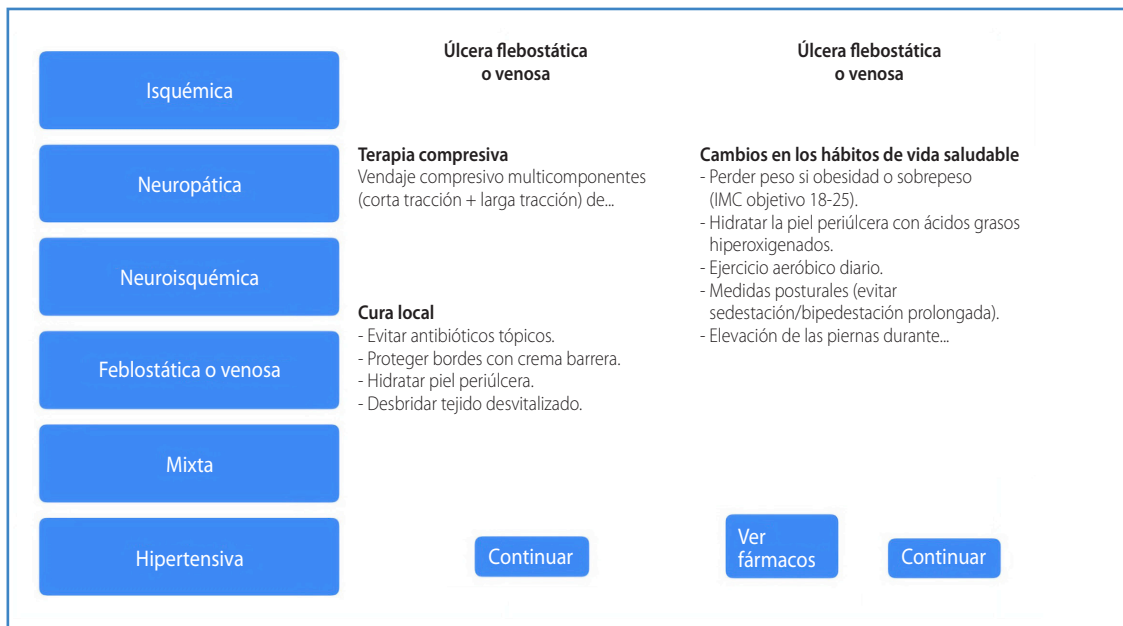 Isquémica
Neuropática
Neuroisquémica
Feblostática o venosa
Mixta
Hipertensiva
Úlcera flebostática
o venosa
Terapia compresiva
Vendaje compresivo multicomponentes
(corta tracción + larga tracción) de...
Cura local
- Evitar antibióticos tópicos.
- Proteger bordes con crema barrera.
- Hidratar piel periúlcera.
- Desbridar tejido desvitalizado.
Continuar
Úlcera flebostática
o venosa
Cambios en los hábitos de vida saludable
- Perder peso si obesidad o sobrepeso
(IMC objetivo 18-25).
- Hidratar la piel periúlcera con ácidos grasos
hiperoxigenados.
- Ejercicio aeróbico diario.
- Medidas posturales (evitar
sedestación/bipedestación prolongada).
- Elevación de las piernas durante...
Ver
fármacos
Continuar